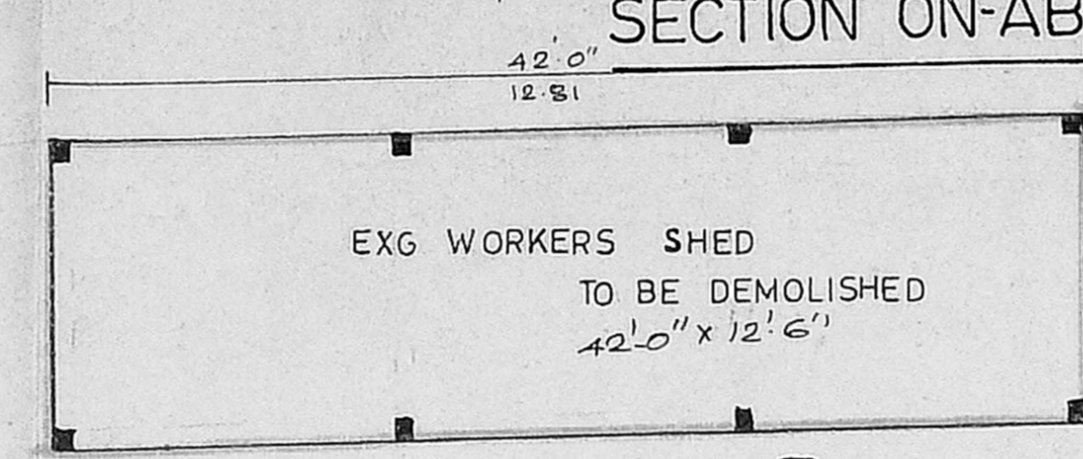 SECTION ON-AB
42'0"
12.81
EXG WORKERS SHED
TO BE DEMOLISHED
42'-0" x 12'.6"